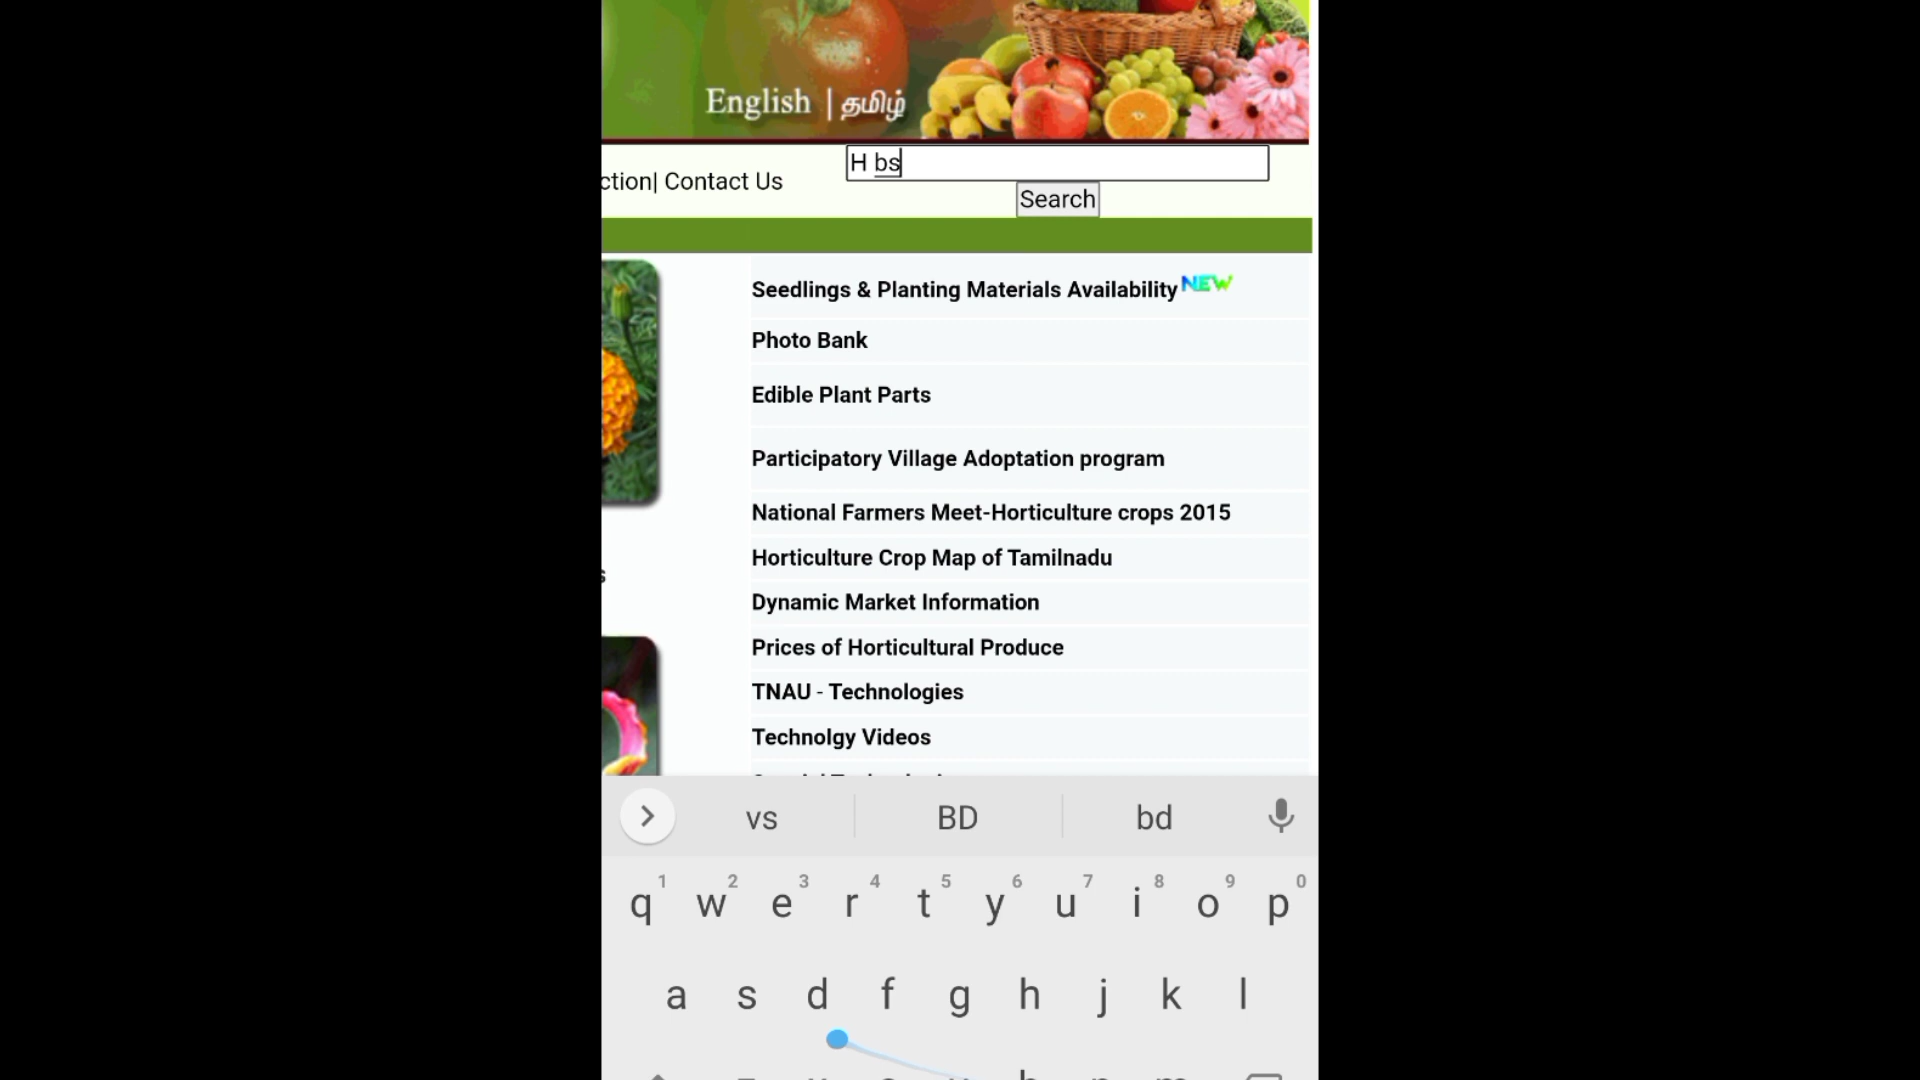 English | தமிழ்
H bs
ction| Contact Us
Search
Seedlings & Planting Materials Availability NEW
Photo Bank
Edible Plant Parts
Participatory Village Adoptation program
National Farmers Meet-Horticulture crops 2015
Horticulture Crop Map of Tamilnadu
Dynamic Market Information
Prices of Horticultural Produce
TNAU - Technologies
Technolgy Videos
vs BD bd
1 2 3 4 5 6 7 8 9 0
q w e r t y u i o p
a s d f g h j k l